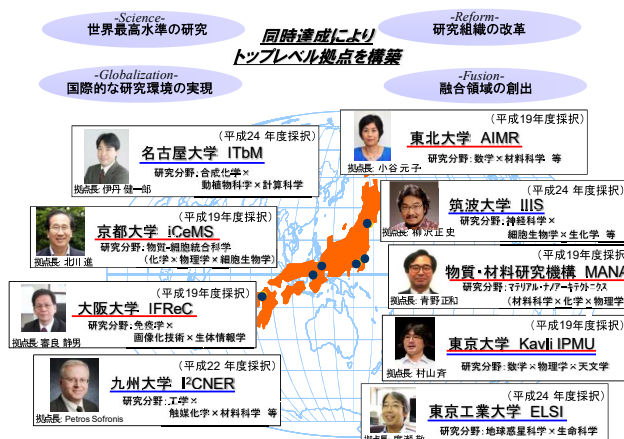 -Science-
世界最高水準の研究
-Reform-
研究組織の改革
同時達成により
トップレベル拠点を構築
-Globalization-
国際的な研究環境の実現
-Fusion-
融合領域の創出
(平成24 年度採択)
名古屋大学 ITbM
研究分野:合成化学×
動植物科学×計算科学
拠点長: 伊丹 健一郎
(平成19年度採択)
東北大学 AIMR
研究分野:数学×材料科学 等
拠点長: 小谷 元子
(平成19年度採択)
京都大学 iCeMS
研究分野:物質-細胞統合科学
(化学×物理学×細胞生物学)
拠点長: 北川 進
(平成24 年度採択)
筑波大学 IIIS
研究分野:神経科学×
細胞生物学×生化学 等
拠点長: 柳沢 正史
(平成19年度採択)
大阪大学 IFReC
研究分野:免疫学×
画像化技術×生体情報学
拠点長: 審良 静男
(平成19年度採択)
物質・材料研究機構 MANA
研究分野:マテリアル・ナノアーキテクトニクス
(材料科学×化学×物理学)
拠点長: 青野 正和
(平成22 年度採択)
九州大学 I²CNER
研究分野:工学×
触媒化学×材料科学 等
拠点長: Petros Sofronis
(平成19年度採択)
東京大学 Kavli IPMU
研究分野:数学×物理学×天文学
拠点長: 村山 斉
(平成24 年度採択)
東京工業大学 ELSI
研究分野:地球惑星科学×生命科学
拠点長: 廣瀬 敬